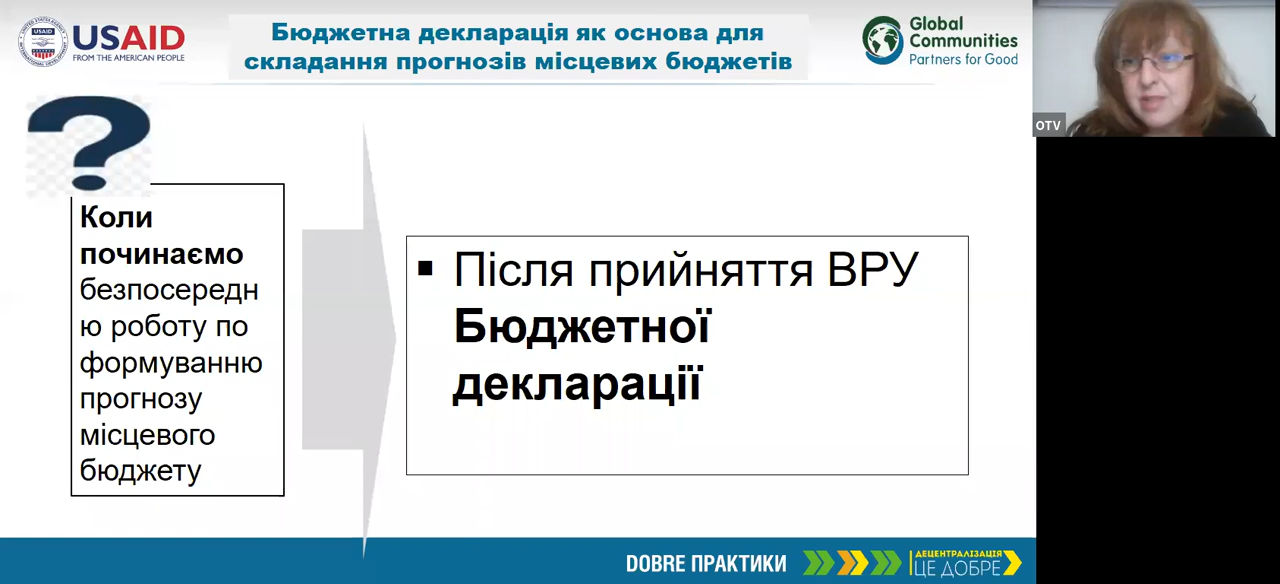 USAID
FROM THE AMERICAN PEOPLE
Бюджетна декларація як основа для
складання прогнозів місцевих бюджетів
Global
Communities
Partners for Good
OTV
?
Коли
починаємо
безпосередн
ю роботу по
формуванню
прогнозу
місцевого
бюджету
▪ Після прийняття ВРУ
Бюджетної
декларації
DOBRE ПРАКТИКИ
ДЕЦЕНТРАЛІЗАЦІЯ
ЦЕ ДОБРЕ